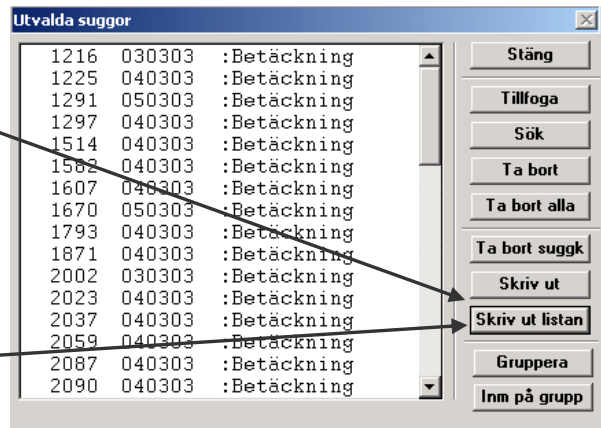 Utvalda suggor
1216 030303 :Betäckning
1225 040303 :Betäckning
1291 050303 :Betäckning
1297 040303 :Betäckning
1514 040303 :Betäckning
1582 040303 :Betäckning
1607 040303 :Betäckning
1670 050303 :Betäckning
1793 040303 :Betäckning
1871 040303 :Betäckning
2002 030303 :Betäckning
2023 040303 :Betäckning
2037 040303 :Betäckning
2059 040303 :Betäckning
2087 040303 :Betäckning
2090 040303 :Betäckning
Stäng
Tillfoga
Sök
Ta bort
Ta bort alla
Ta bort suggk
Skriv ut
Skriv ut listan
Gruppera
Inm på grupp